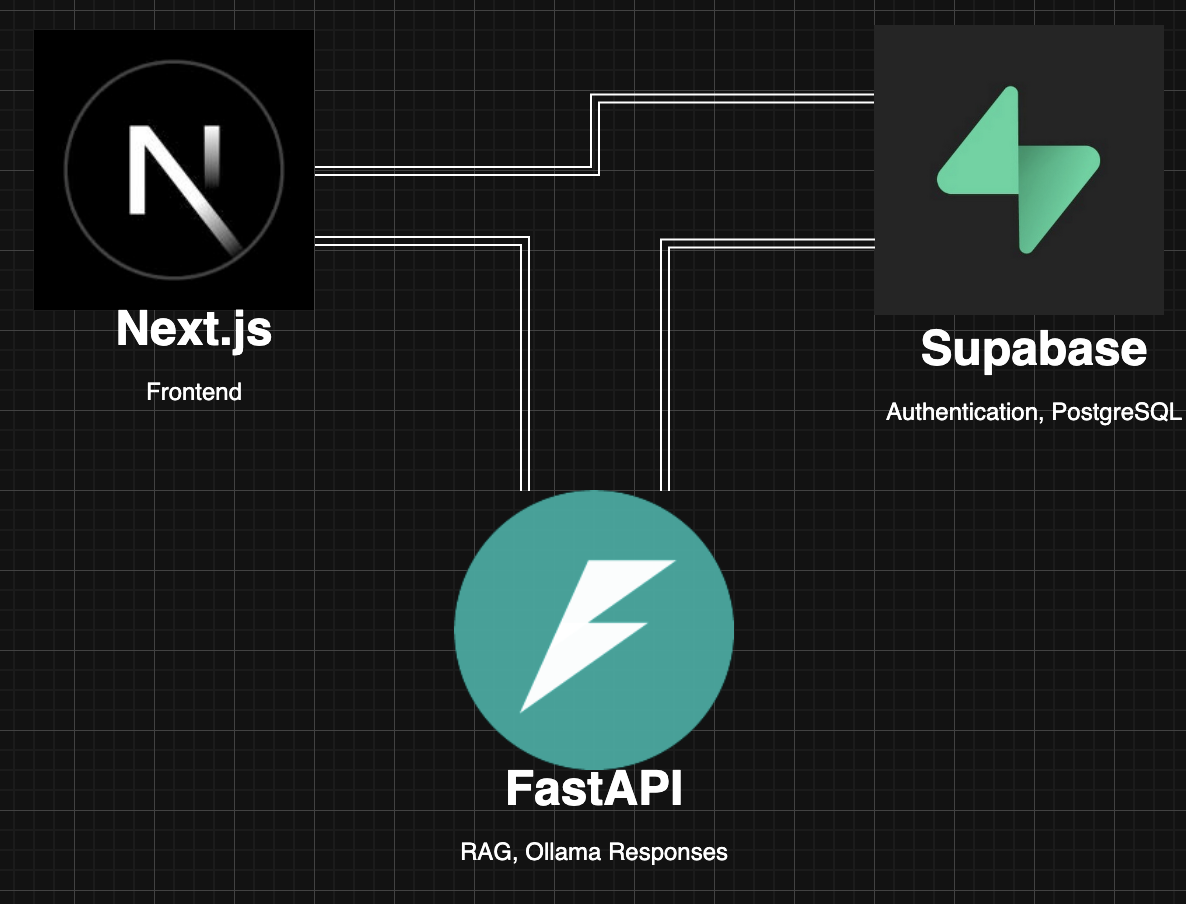 N
Next.js
Frontend
Supabase
Authentication, PostgreSQL
FastAPI
RAG, Ollama Responses